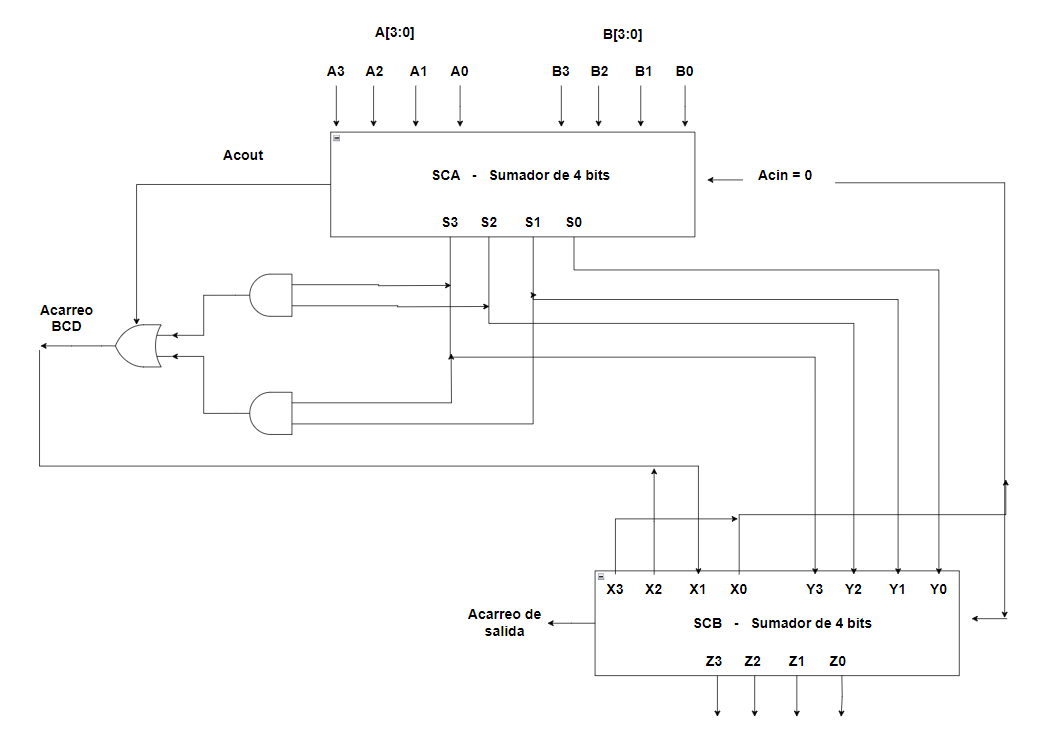 A[3:0]
B[3:0]
A3 A2 A1 A0 B3 B2 B1 B0
Acout
SCA - Sumador de 4 bits
Acin = 0
S3 S2 S1 S0
Acarreo
BCD
X3 X2 X1 X0 Y3 Y2 Y1 Y0
Acarreo de
salida
SCB - Sumador de 4 bits
Z3 Z2 Z1 Z0